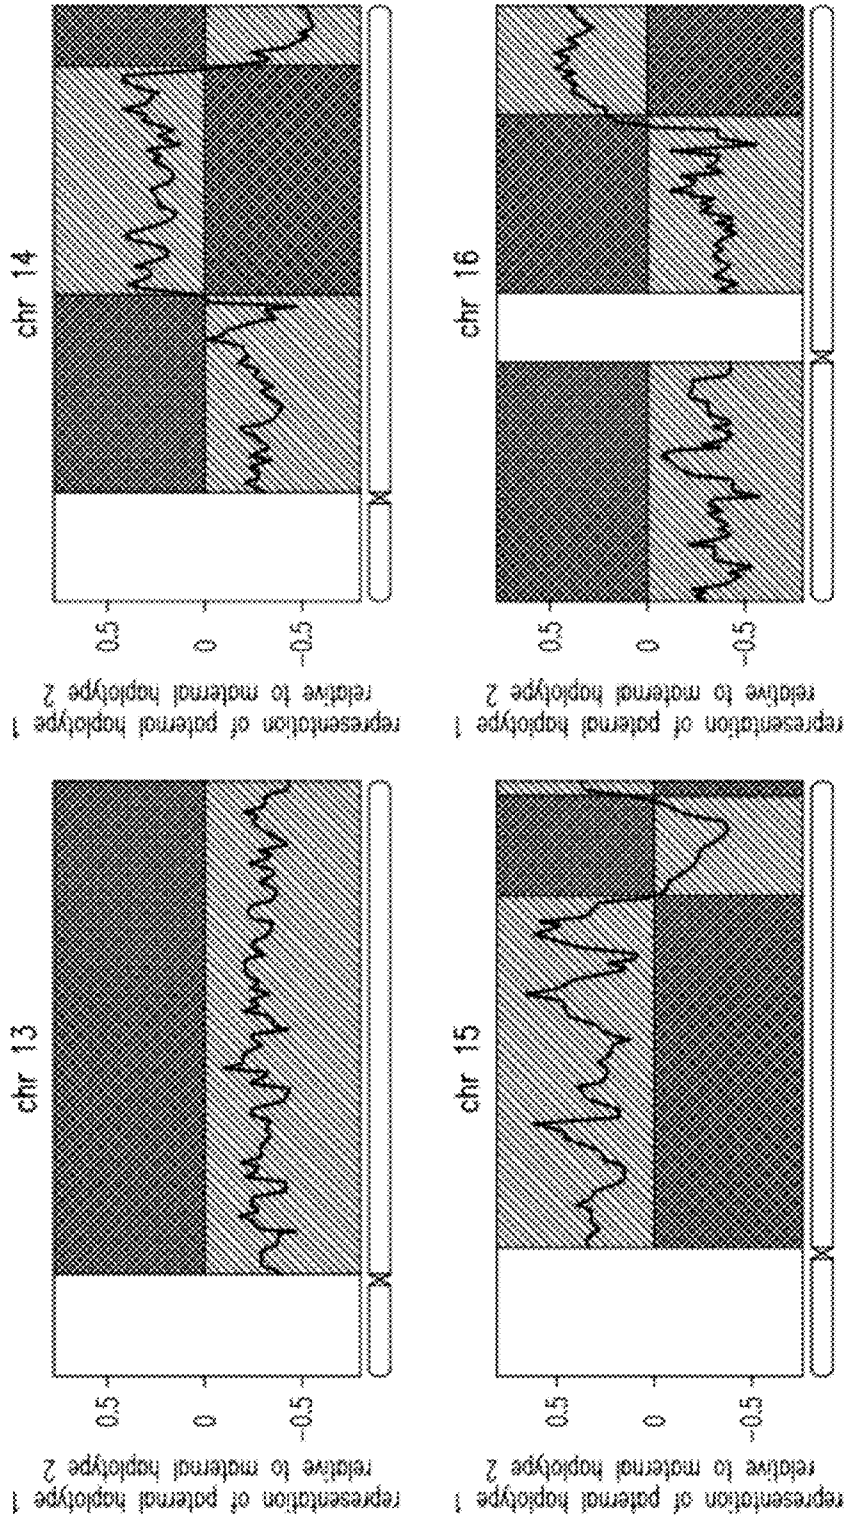 chr 13
representation of paternal haplotype 1
relative to maternal haplotype 2
0.5
0
-0.5
chr 14
representation of paternal haplotype 1
relative to maternal haplotype 2
0.5
0
-0.5
chr 15
representation of paternal haplotype 1
relative to maternal haplotype 2
0.5
0
-0.5
chr 16
representation of paternal haplotype 1
relative to maternal haplotype 2
0.5
0
-0.5